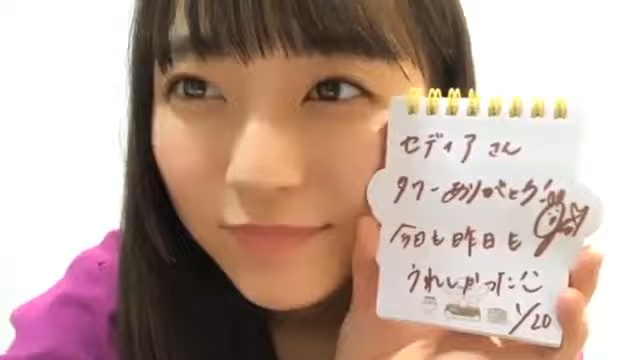 セディアさん
タワーありがとう!
今日も昨日も
うれしかった
1/20